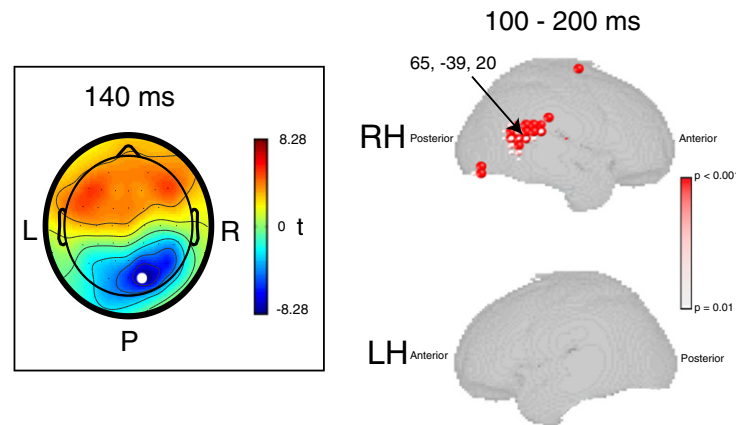 100 - 200 ms
65, -39, 20
140 ms
8.28
RH Posterior
Anterior
p < 0.001
L
R
0 t
-8.28
p = 0.01
P
LH Anterior
Posterior